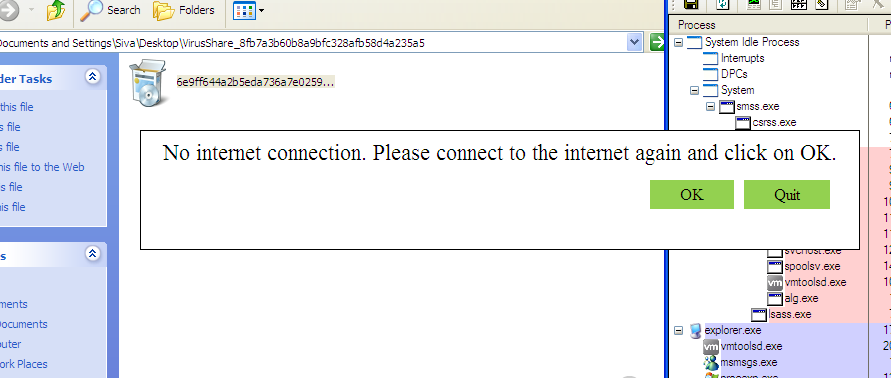 Search
Folders
Process
Documents and Settings\Siva\Desktop\VirusShare_8fb7a3b60b8a9bfc328afb58d4a235a5
System Idle Process
Interrupts
DPCs
System
smss.exe
csrss.exe
der Tasks
this file
s file
s file
his file to the Web
s file
his file
6e9ff644a2b5eda736a7e0259...
No internet connection. Please connect to the internet again and click on OK.
OK
Quit
svchost.exe
spoolsv.exe
vmtoolsd.exe
alg.exe
lsass.exe
explorer.exe
vmtoolsd.exe
msmsgs.exe
procexp.exe
s
ments
Documents
puter
ork Places